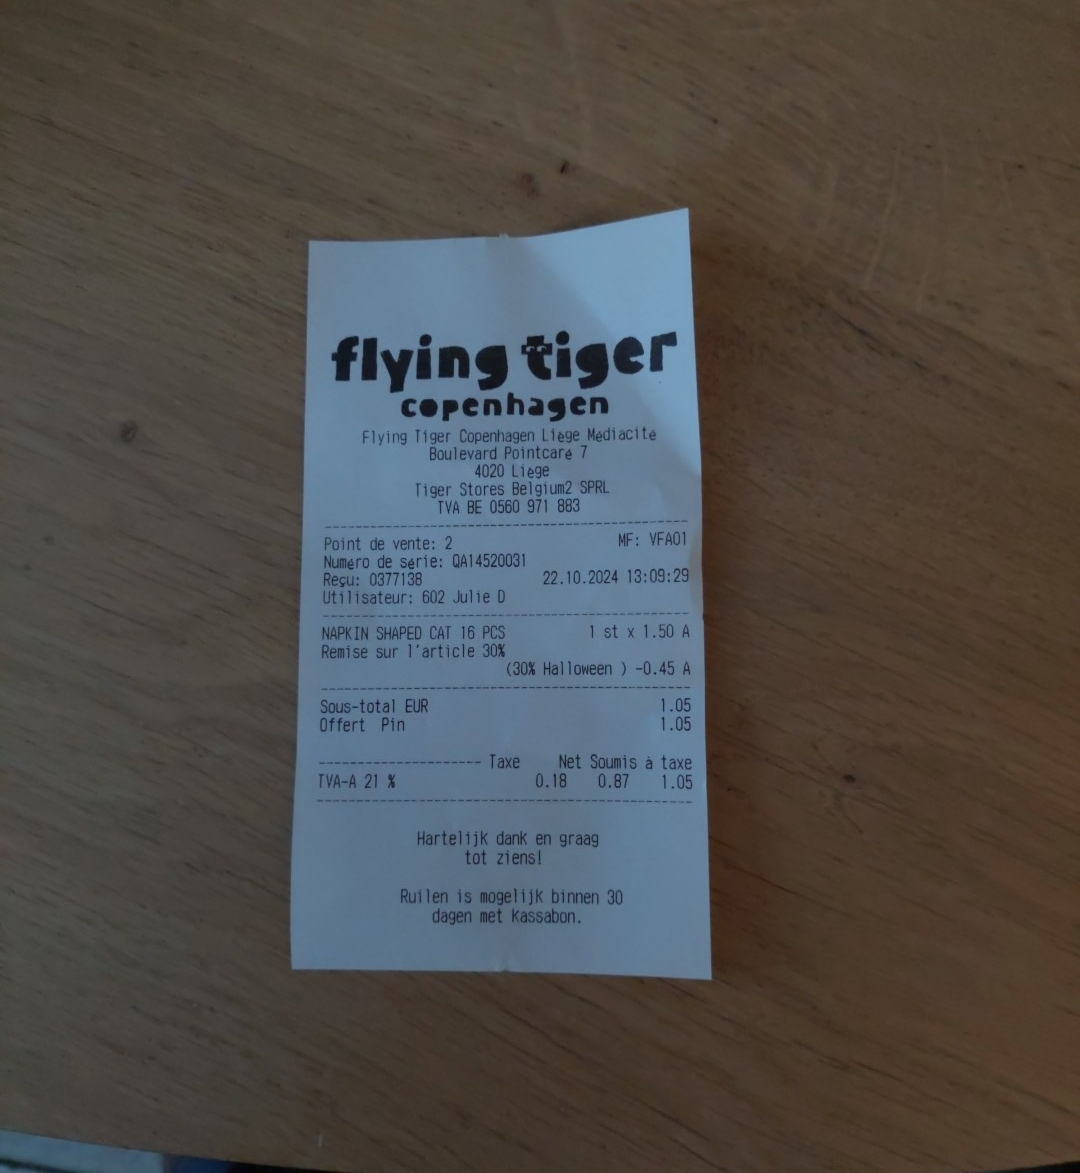 flying tiger
copenhagen
Flying Tiger Copenhagen Liège Médiacité
Boulevard Pointcaré 7
4020 Liège
Tiger Stores Belgium2 SPRL
TVA BE 0560 971 883
Point de vente: 2 MF: VFA01
Numéro de série: QA14520031
Reçu: 0377138 22.10.2024 13:09:29
Utilisateur: 602 Julie D
NAPKIN SHAPED CAT 16 PCS 1 st x 1.50 A
Remise sur l'article 30%
(30% Halloween ) -0.45 A
Sous-total EUR 1.05
Offert Pin 1.05
-------------------- Taxe Net Soumis à taxe
TVA-A 21 % 0.18 0.87 1.05
Hartelijk dank en graag
tot ziens!
Ruilen is mogelijk binnen 30
dagen met Kassabon.